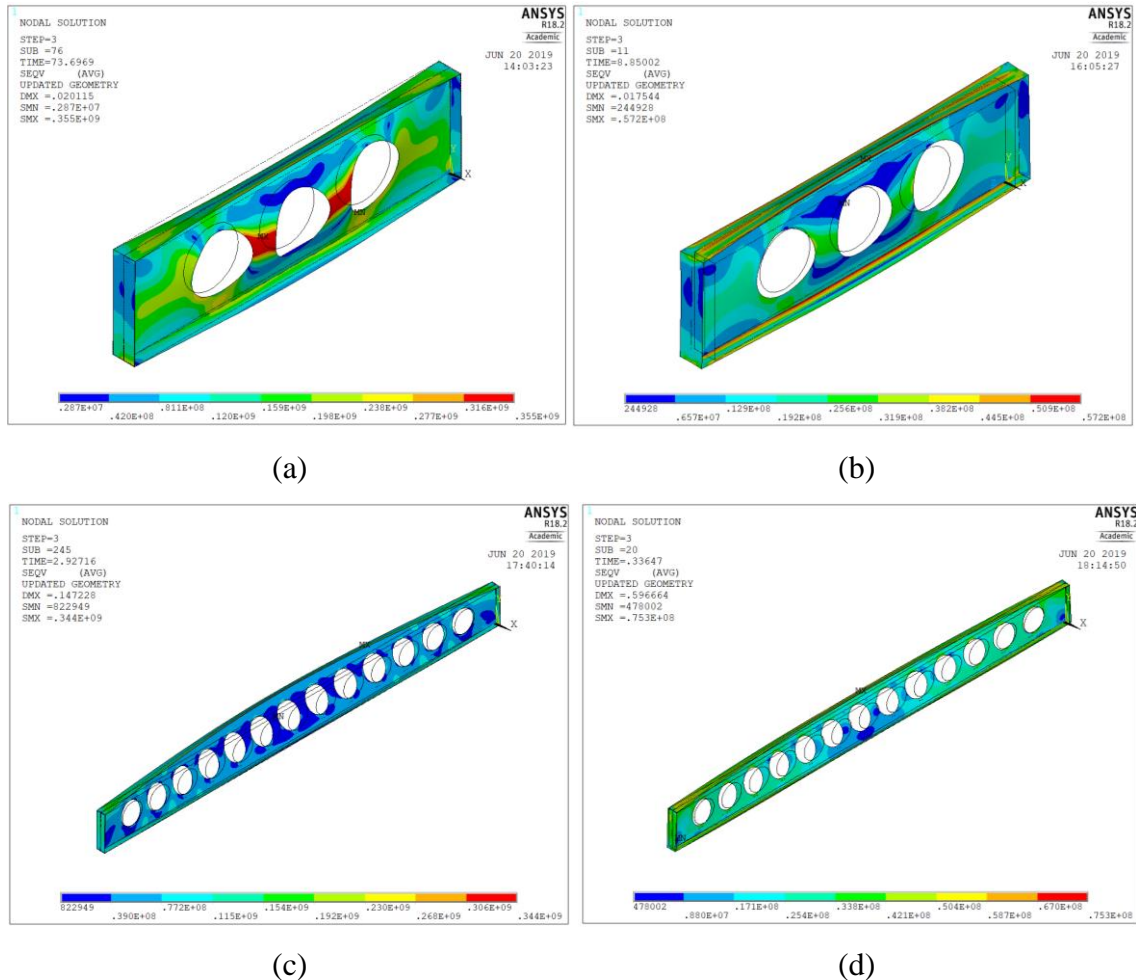 1
NODAL SOLUTION
STEP=3
SUB =76
TIME=73.6969
SEQV (AVG)
UPDATED GEOMETRY
DMX =.020115
SMN =.287E+07
SMX =.355E+09
ANSYS
R18.2
Academic
JUN 20 2019
14:03:23
MX
MN
Y
X
.287E+07 .811E+08 .159E+09 .238E+09 .316E+09
.420E+08 .120E+09 .198E+09 .277E+09 .355E+09
(a)
1
NODAL SOLUTION
STEP=3
SUB =11
TIME=8.85002
SEQV (AVG)
UPDATED GEOMETRY
DMX =.017544
SMN =244928
SMX =.572E+08
ANSYS
R18.2
Academic
JUN 20 2019
16:05:27
Y
X
244928 .129E+08 .256E+08 .382E+08 .509E+08
.657E+07 .192E+08 .319E+08 .445E+08 .572E+08
(b)
1
NODAL SOLUTION
STEP=3
SUB =245
TIME=2.92716
SEQV (AVG)
UPDATED GEOMETRY
DMX =.147228
SMN =822949
SMX =.344E+09
ANSYS
R18.2
Academic
JUN 20 2019
17:40:14
X
822949 .772E+08 .154E+09 .230E+09 .306E+09
.390E+08 .115E+09 .192E+09 .268E+09 .344E+09
(c)
1
NODAL SOLUTION
STEP=3
SUB =20
TIME=.33647
SEQV (AVG)
UPDATED GEOMETRY
DMX =.596664
SMN =478002
SMX =.753E+08
ANSYS
R18.2
Academic
JUN 20 2019
18:14:50
X
478002 .171E+08 .338E+08 .504E+08 .670E+08
.880E+07 .254E+08 .421E+08 .587E+08 .753E+08
(d)